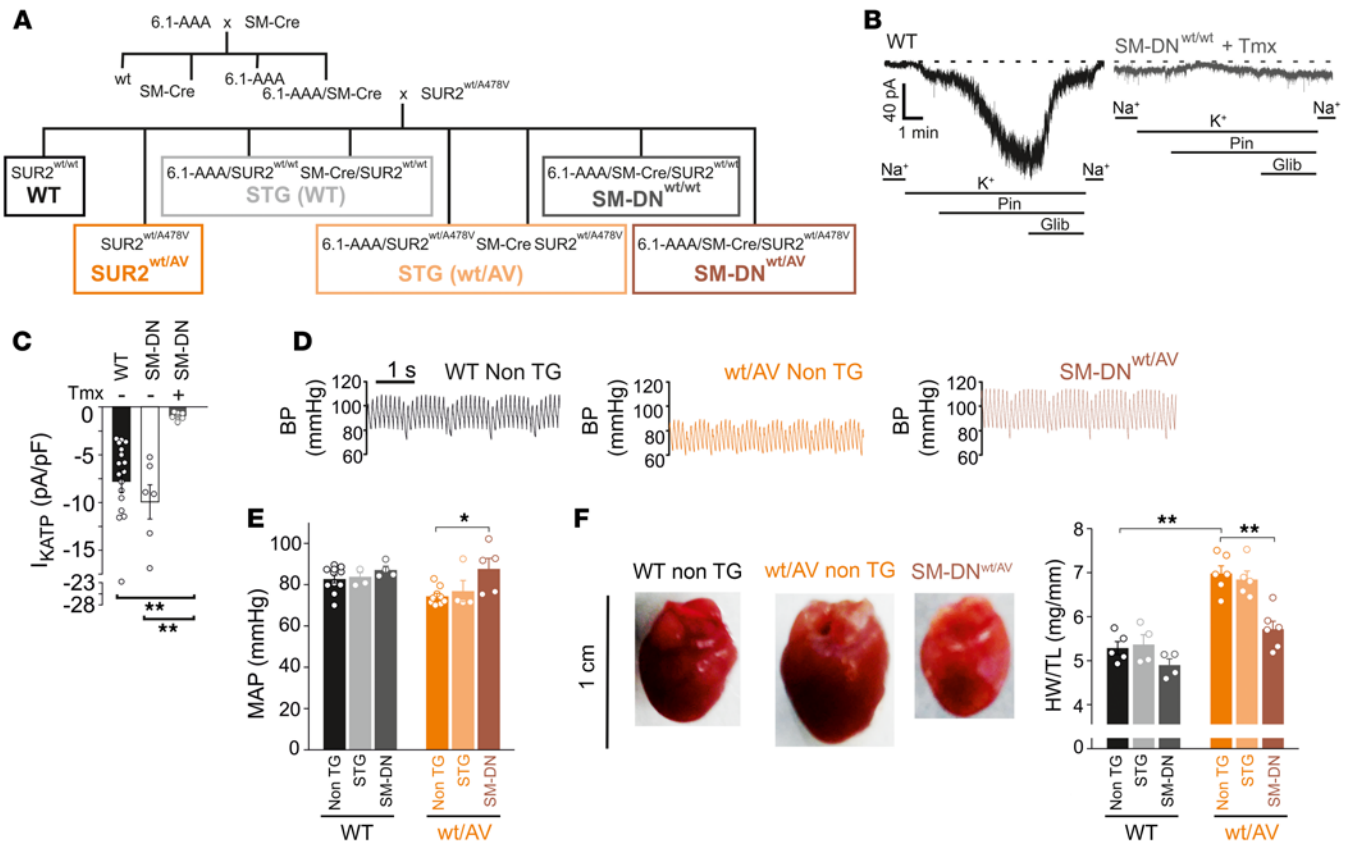 A
6.1-AAA x SM-Cre
wt
SM-Cre
6.1-AAA
6.1-AAA/SM-Cre x SUR2wt/A478V
SUR2wt/wt
WT
6.1-AAA/SUR2wt/wt SM-Cre/SUR2wt/wt
STG (WT)
6.1-AAA/SM-Cre/SUR2wt/wt
SM-DNwt/wt
SUR2wt/A478V
SUR2wt/AV
6.1-AAA/SUR2wt/A478V SM-Cre SUR2wt/A478V
STG (wt/AV)
6.1-AAA/SM-Cre/SUR2wt/A478V
SM-DNwt/AV
B
WT
SM-DNwt/wt + Tmx
40 pA
1 min
Na+
K+
Na+
Pin
Glib
Na+
K+
Na+
Pin
Glib
C
WT
SM-DN
SM-DN
Tmx - - +
0
-5
-10
-15
-23
-28
IKATP (pA/pF)
**
**
D
1 s
WT Non TG
BP
(mmHg)
120
100
80
60
wt/AV Non TG
BP
(mmHg)
120
100
80
60
SM-DNwt/AV
BP
(mmHg)
120
100
80
60
E
*
MAP (mmHg)
100
80
60
40
20
0
Non TG
STG
SM-DN
Non TG
STG
SM-DN
WT
wt/AV
F
1 cm
WT non TG
wt/AV non TG
SM-DNwt/AV
**
**
HW/TL (mg/mm)
8
7
6
5
4
0
Non TG
STG
SM-DN
Non TG
STG
SM-DN
WT
wt/AV